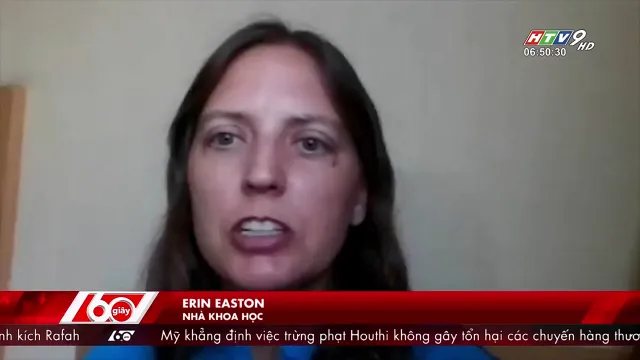 HTV9 HD
06:50:30
60 giây
ERIN EASTON
NHÀ KHOA HỌC
nh kích Rafah 60s Mỹ khẳng định việc trừng phạt Houthi không gây tổn hại các chuyến hàng thươ